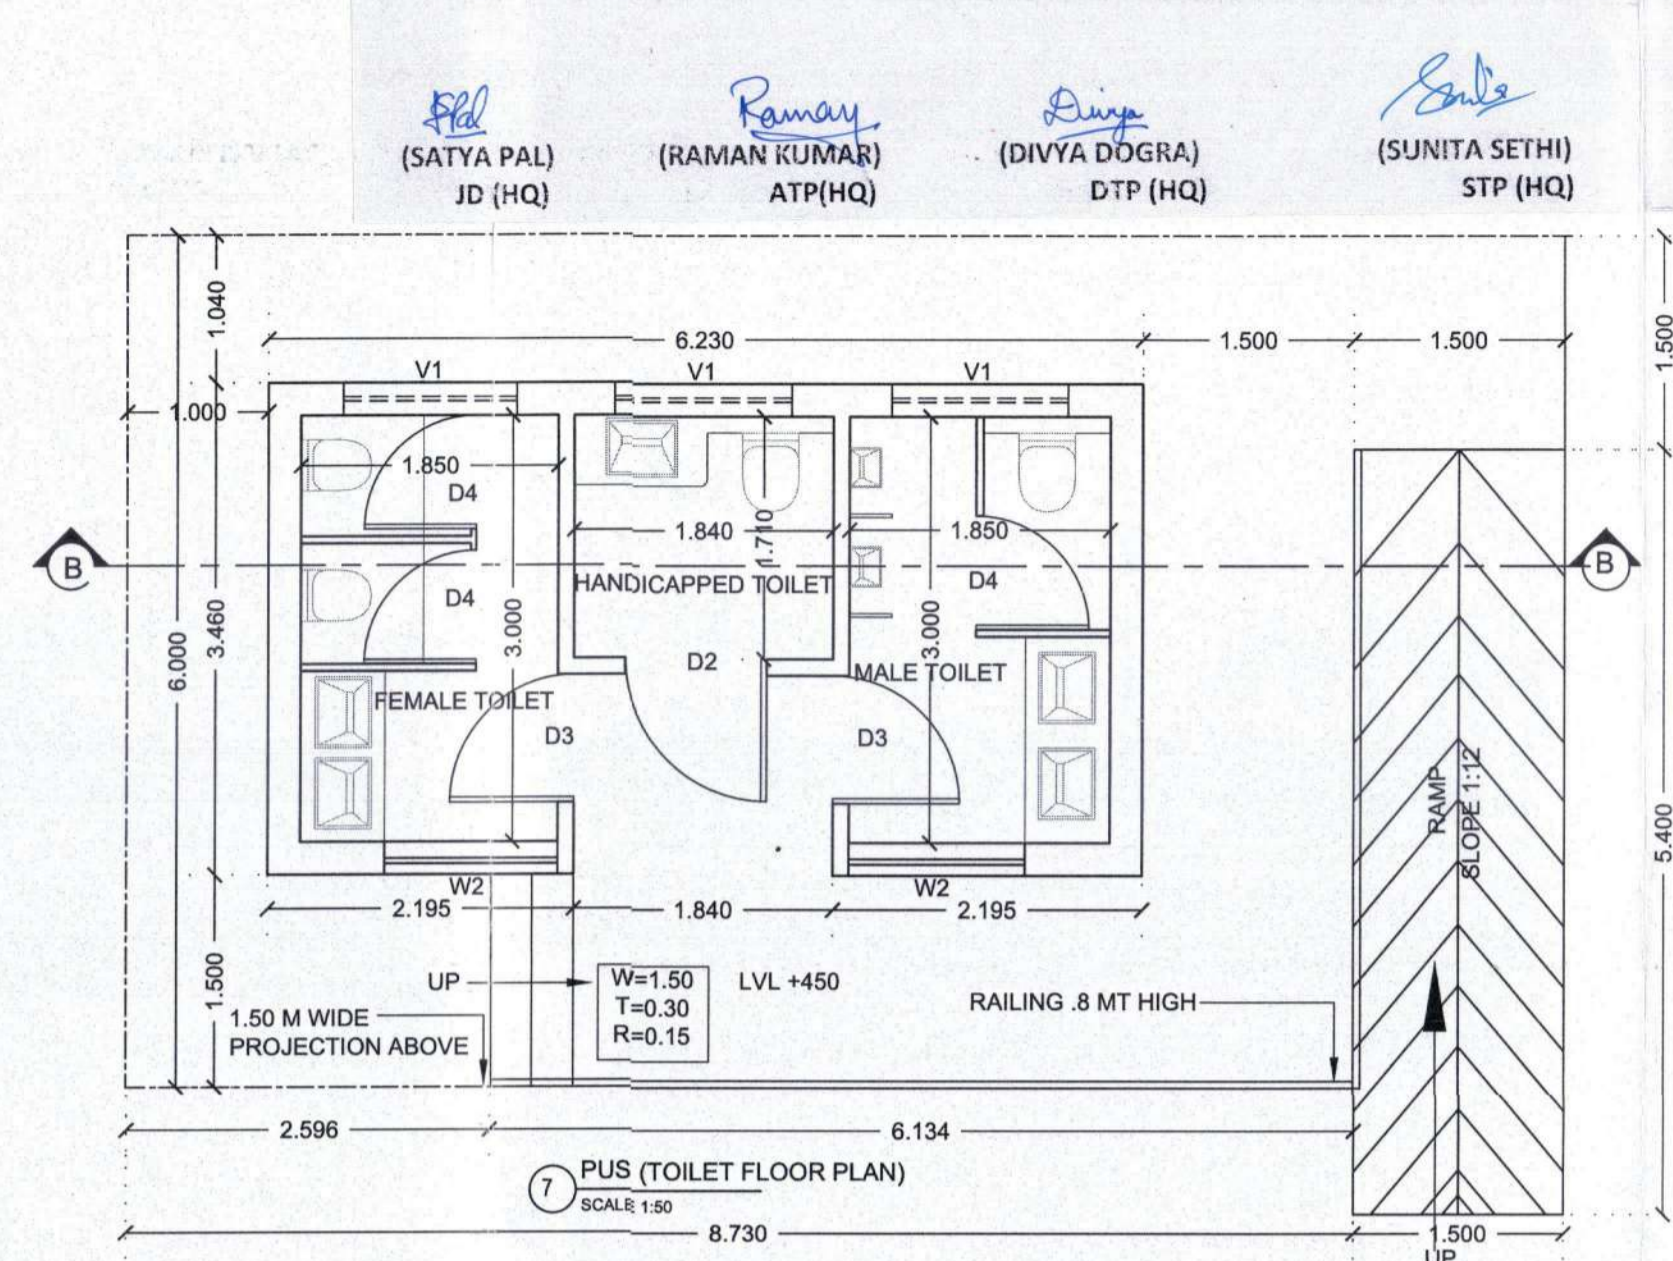 SPal
Raman
Divya
(SATYA PAL)
(RAMAN KUMAR)
(DIVYA DOGRA)
(SUNITA SETHI)
JD (HQ)
ATP(HQ)
DTP (HQ)
STP (HQ)
1.040
6.230
1.500
1.500
1.500
V1
V1
V1
1.000
1.850
D4
1.840
1.710
1.850
B
B
HANDICAPPED TOILET
D4
D4
6.000
3.460
3.000
3.000
D2
MALE TOILET
FEMALE TOILET
D3
D3
RAMP
SLOPE 1:12
5.400
W2
W2
2.195
1.840
2.195
1.500
UP
W=1.50
T=0.30
R=0.15
LVL +450
RAILING .8 MT HIGH
1.50 M WIDE
PROJECTION ABOVE
2.596
6.134
7
PUS (TOILET FLOOR PLAN)
SCALE 1:50
8.730
1.500
UP